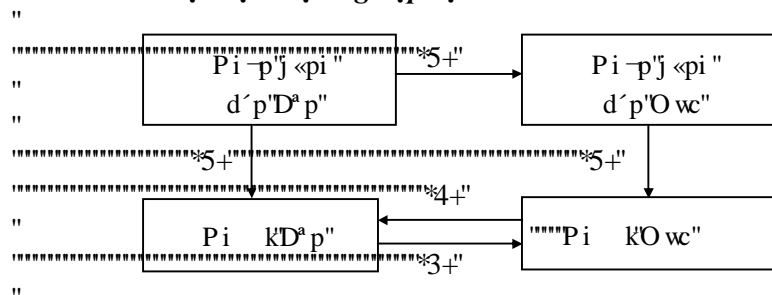 "
"""""""""""""""""""""""""""""""""""""""""""""""""""""""""*5+"
Pi ¬p"j «pi"
d´p"Dª p"
Pi ¬p"j «pi"
d´p"O wc"
"
"
""""""""""""""""""""""""""*5+""""""""""""""""""""""""""""""""""""""""""""""""*5+"
"""""""""""""""""""""""""""""""""""""""""""""""""""""""""*4+"
"
Pi k"Dª p"
"""""Pi k"O wc"
"""""""""""""""""""""""""""""""""""""""""""""""""""""""""*3+"
"